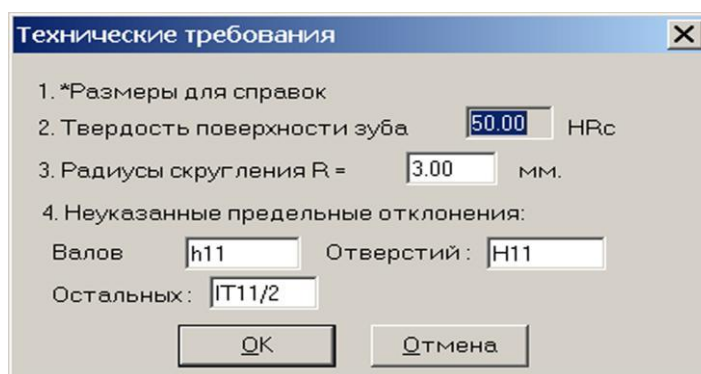 Технические требования
1. *Размеры для справок
2. Твердость поверхности зуба 50.00 HRc
3. Радиусы скругления R = 3.00 мм.
4. Неуказанные предельные отклонения:
Валов h11 Отверстий : H11
Остальных : IT11/2
OK Отмена